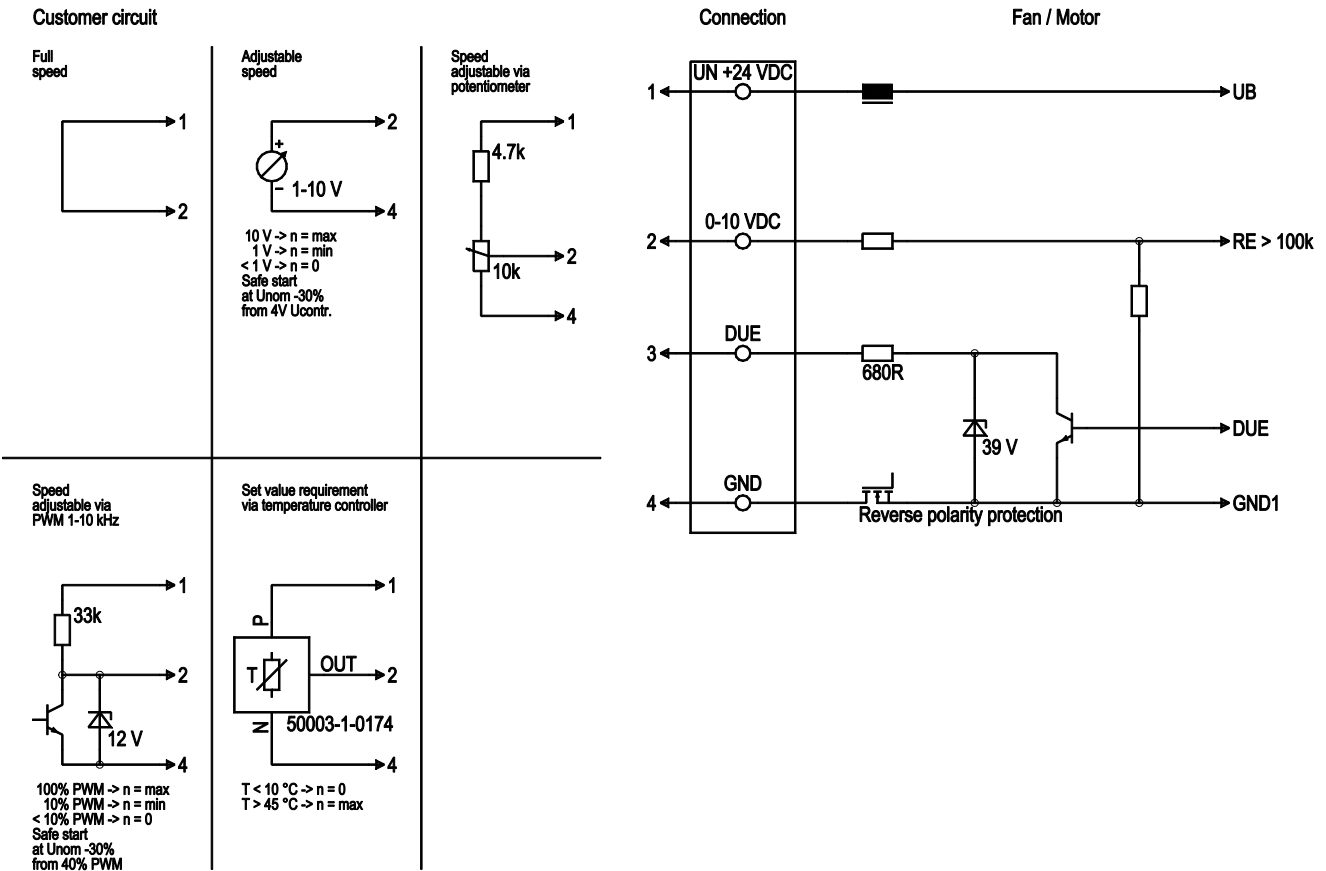 Customer circuit
Connection
Fan / Motor
Full
speed
1
2
Adjustable
speed
2
+
-
1-10 V
4
10 V -> n = max
1 V -> n = min
< 1 V -> n = 0
Safe start
at Unom -30%
from 4V Ucontr.
Speed
adjustable via
potentiometer
1
4.7k
2
10k
4
UN +24 VDC
1
UB
0-10 VDC
2
RE > 100k
DUE
3
680R
39 V
DUE
GND
4
GND1
Reverse polarity protection
Speed
adjustable via
PWM 1-10 kHz
1
33k
2
12 V
4
100% PWM -> n = max
10% PWM -> n = min
< 10% PWM -> n = 0
Safe start
at Unom -30%
from 40% PWM
Set value requirement
via temperature controller
1
P
T
OUT
2
N
50003-1-0174
4
T < 10 °C -> n = 0
T > 45 °C -> n = max